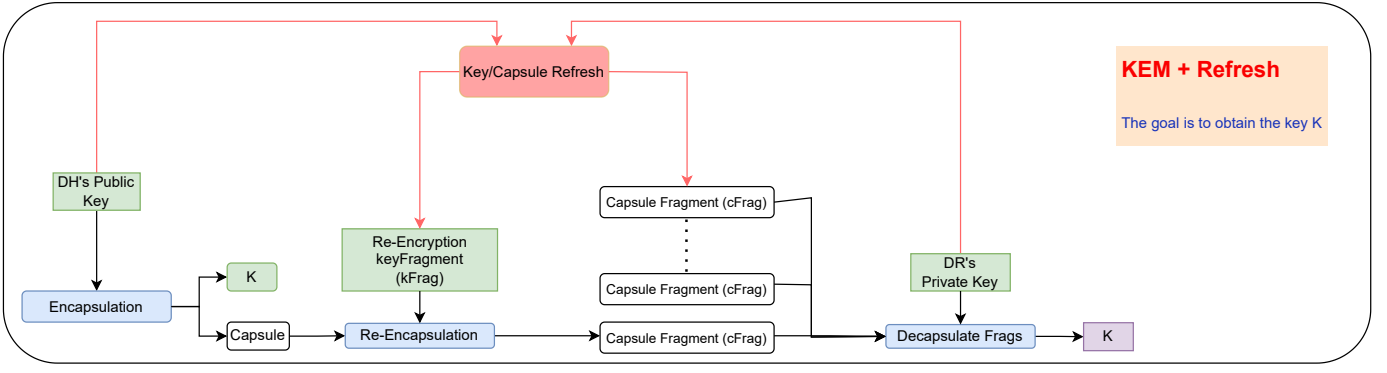 Key/Capsule Refresh
KEM + Refresh
The goal is to obtain the key K
DH's Public
Key
Capsule Fragment (cFrag)
Re-Encryption
keyFragment
(kFrag)
DR's
Private Key
K
Capsule Fragment (cFrag)
Encapsulation
Capsule
Re-Encapsulation
Capsule Fragment (cFrag)
Decapsulate Frags
K